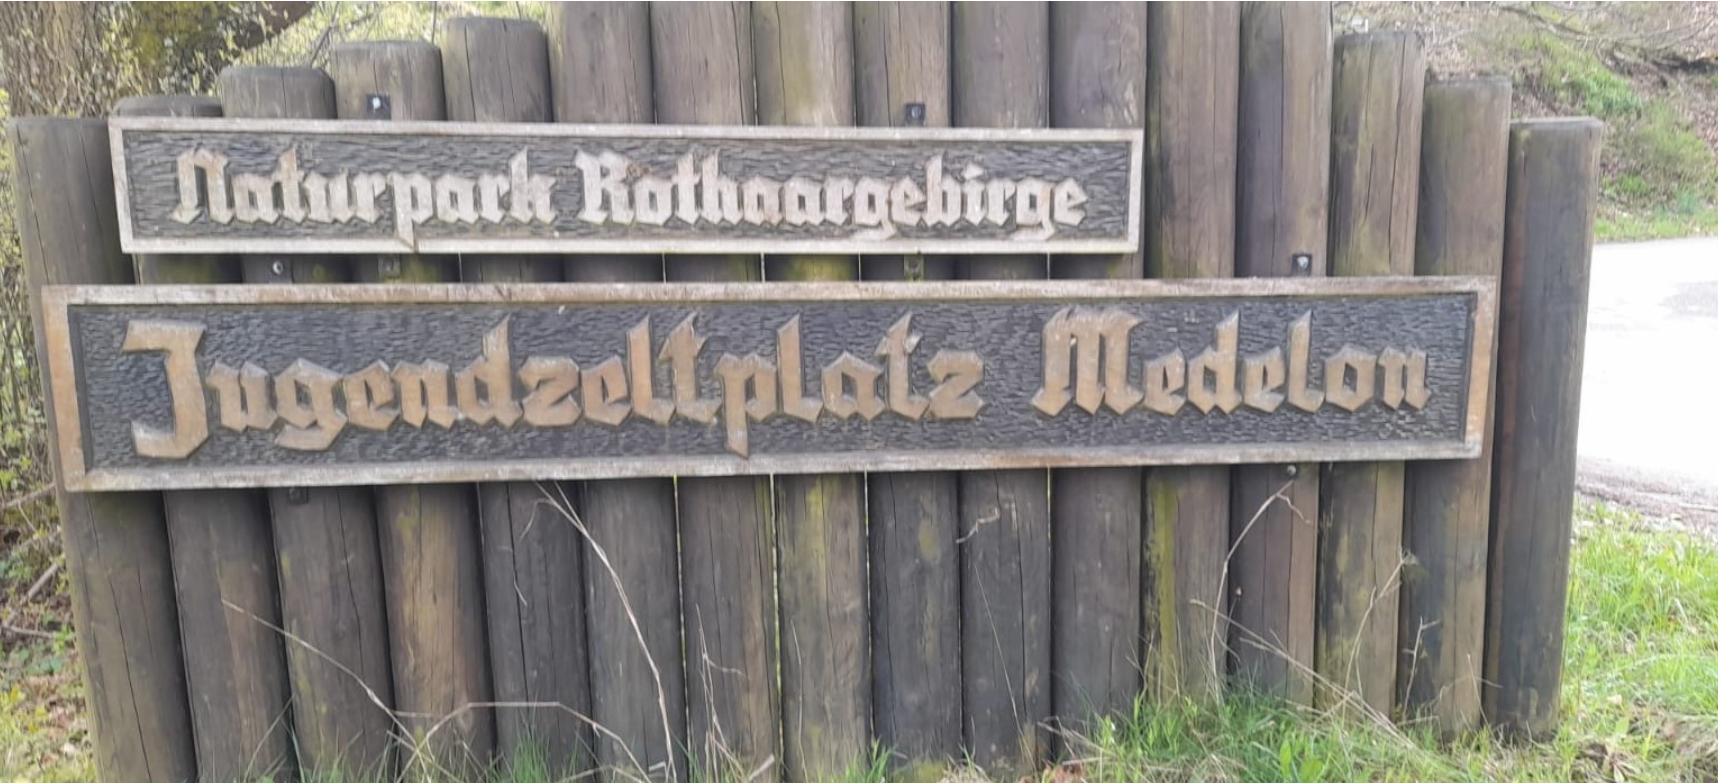 Naturpark Rothaargebirge
Jugendzeltplatz Medelon